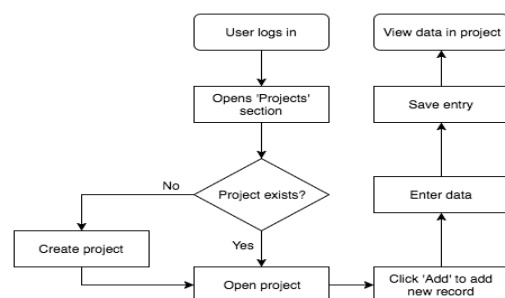 User logs in
Opens 'Projects'
section
Project exists?
No
Yes
Create project
Open project
Click 'Add' to add
new record
Enter data
Save entry
View data in project